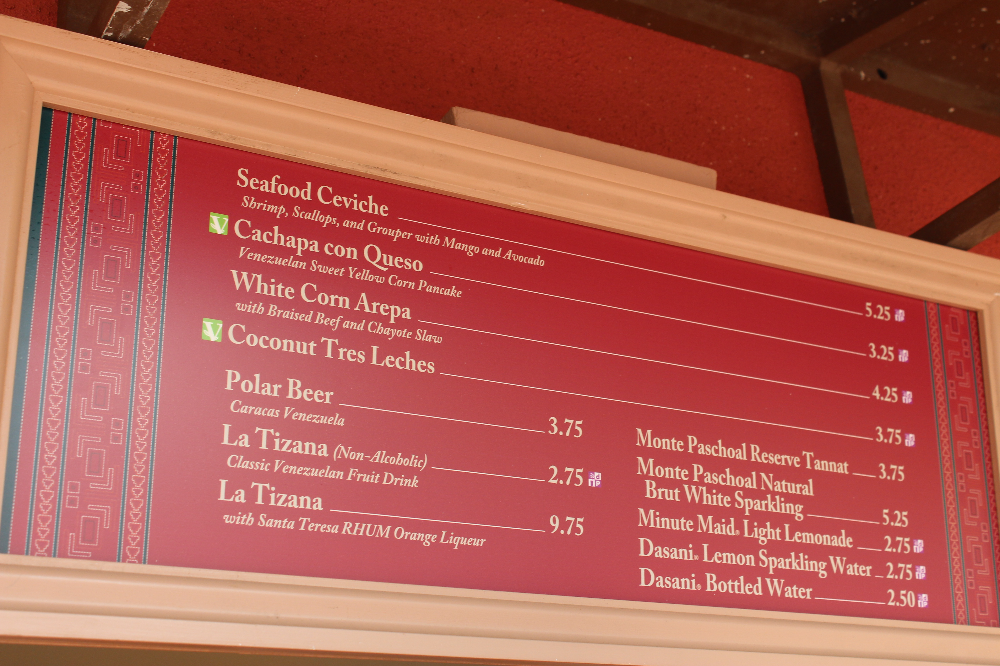 Seafood Ceviche 5.25
Shrimp, Scallops, and Grouper with Mango and Avocado
V Cachapa con Queso 3.25
Venezuelan Sweet Yellow Corn Pancake
White Corn Arepa 4.25
with Braised Beef and Chayote Slaw
V Coconut Tres Leches 3.75
Polar Beer 3.75
Caracas Venezuela
La Tizana (Non-Alcoholic) 2.75
Classic Venezuelan Fruit Drink
La Tizana 9.75
with Santa Teresa RHUM Orange Liqueur
Monte Paschoal Reserve Tannat 3.75
Monte Paschoal Natural
Brut White Sparkling 5.25
Minute Maid® Light Lemonade 2.75
Dasani® Lemon Sparkling Water 2.75
Dasani® Bottled Water 2.50